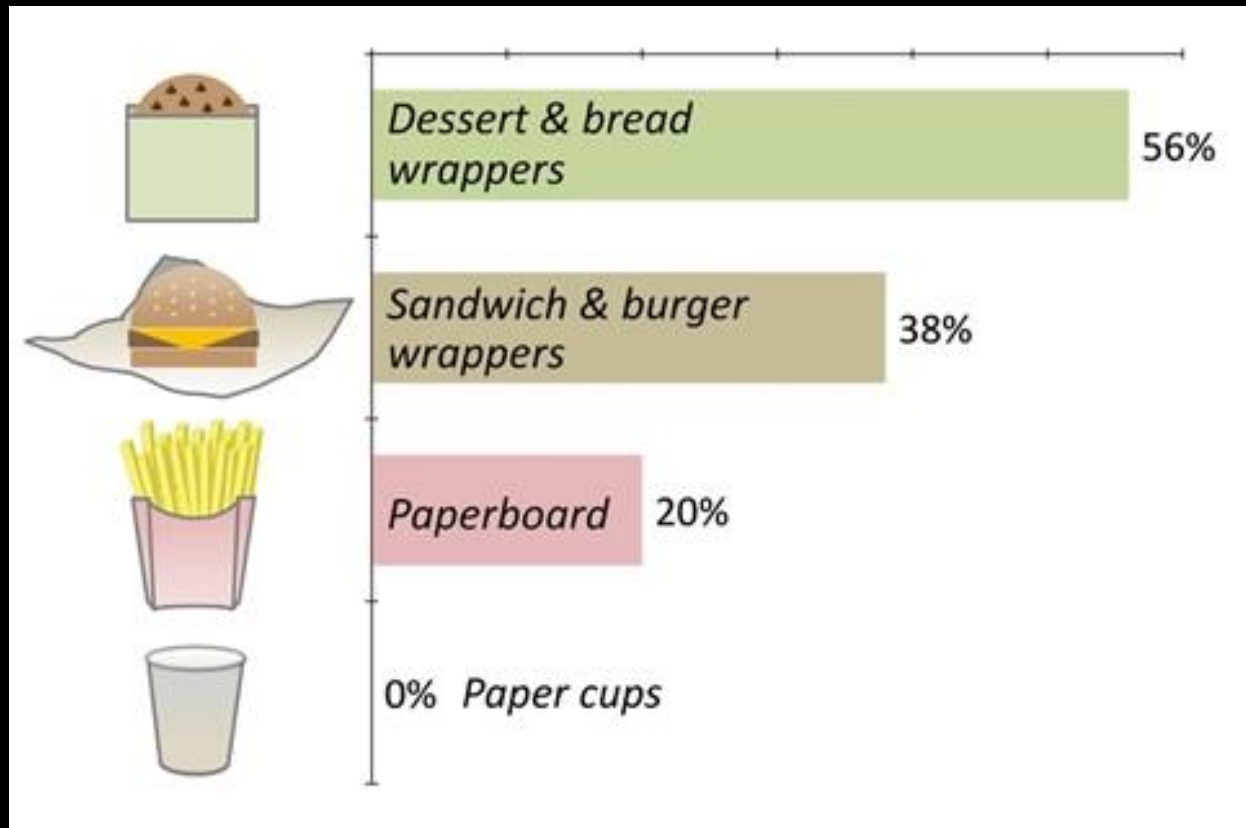 Dessert & bread
wrappers
56%
Sandwich & burger
wrappers
38%
Paperboard
20%
0% Paper cups